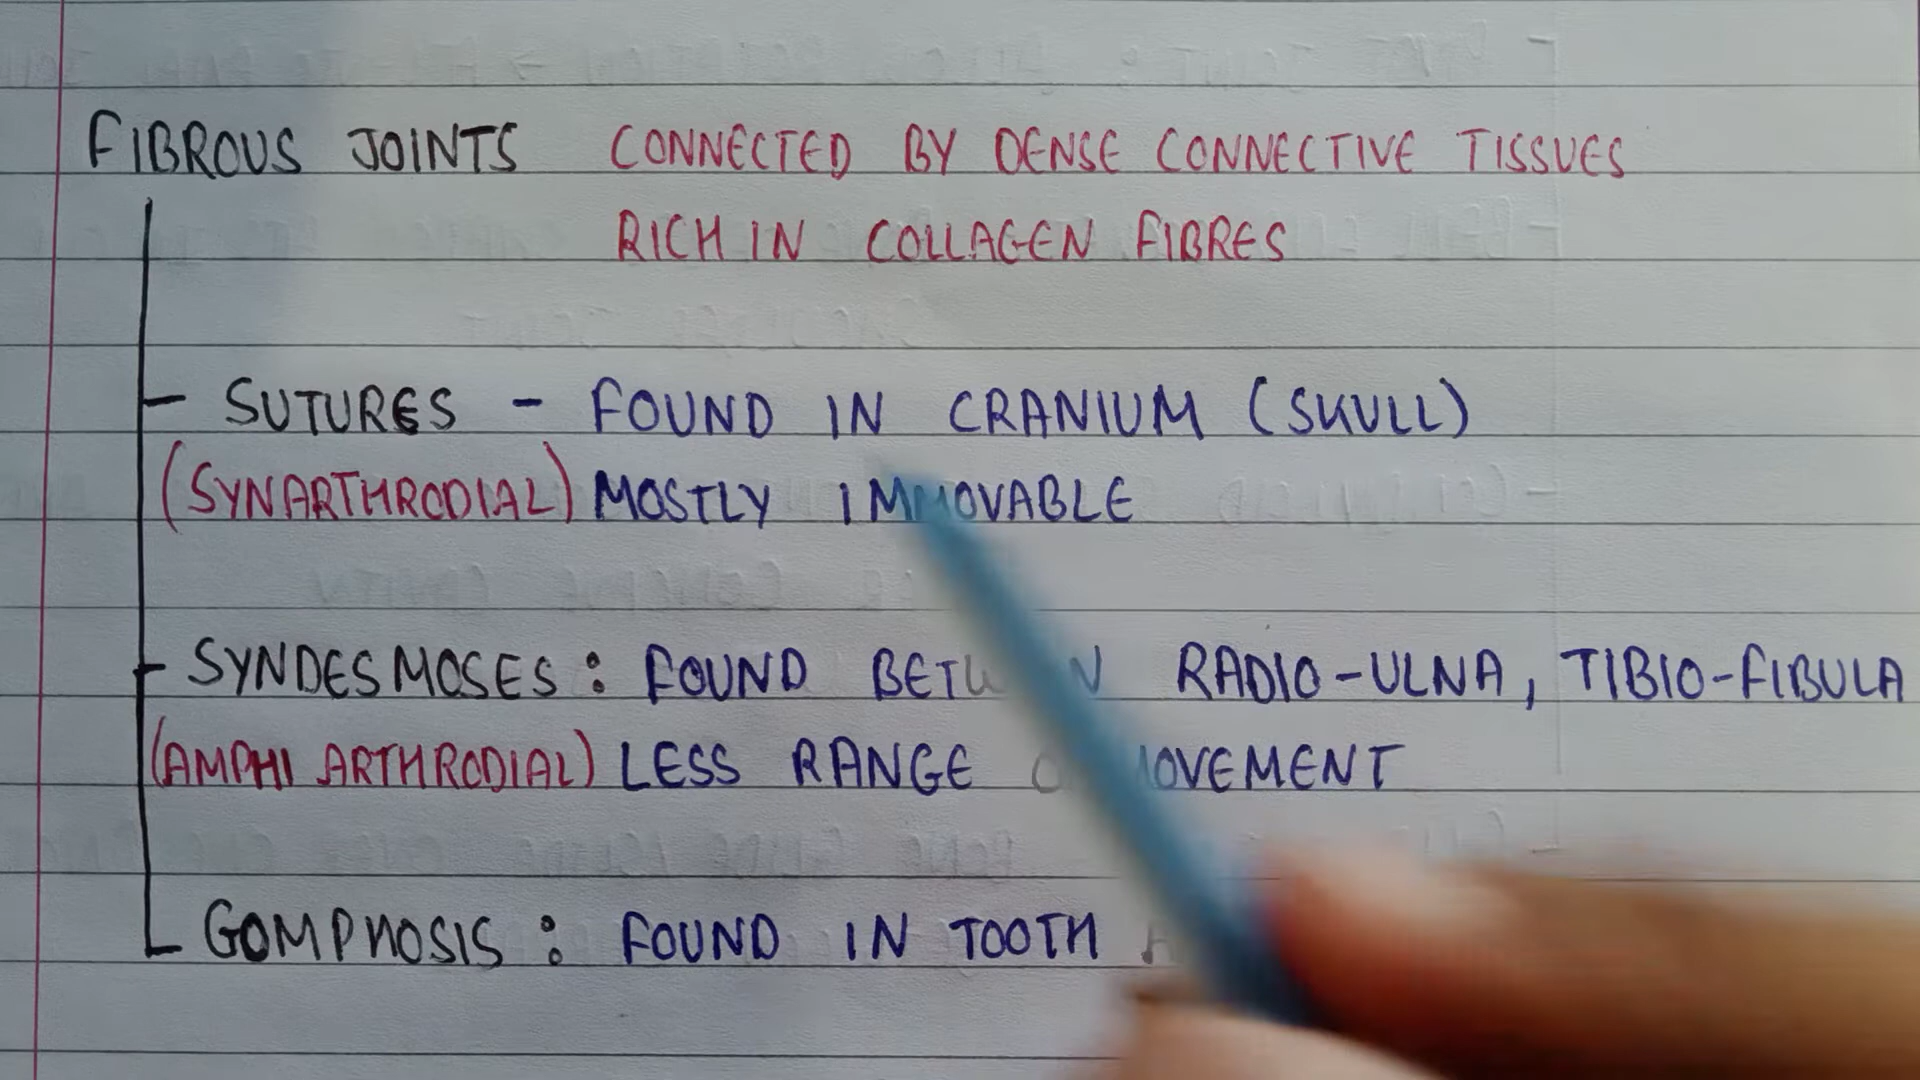 FIBROUS JOINTS CONNECTED BY DENSE CONNECTIVE TISSUES
RICH IN COLLAGEN FIBRES
- SUTURES - FOUND IN CRANIUM (SKULL)
(SYNARTHRODIAL) MOSTLY IMMOVABLE
- SYNDESMOSES : FOUND RADIO-ULNA, TIBIO-FIBULA
(AMPHI ARTHRODIAL) LESS RANGE MOVEMENT
GOMPHOSIS : FOUND IN TOOTH